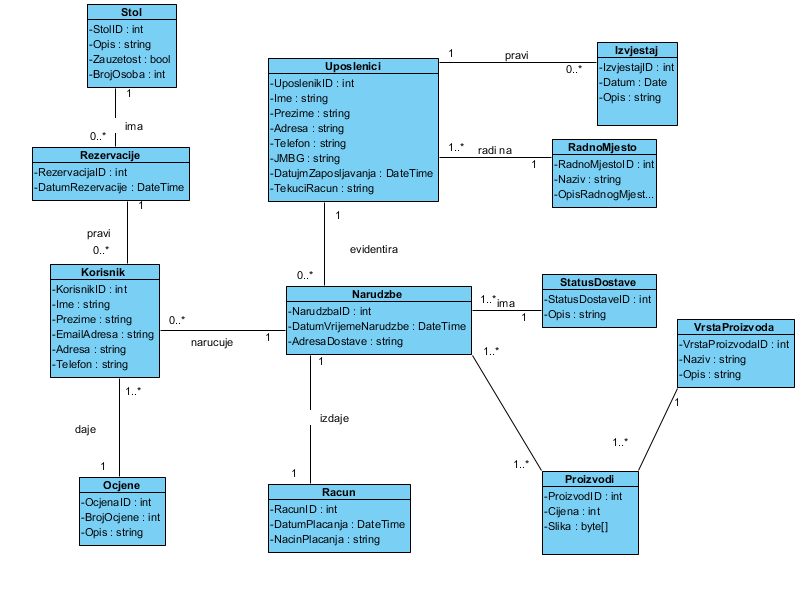 Stol
-StolID : int
-Opis : string
-Zauzetost : bool
-BrojOsoba : int
1
ima
0..*
Rezervacije
-RezervacijaID : int
-DatumRezervacije : DateTime
1
pravi
0..*
Korisnik
-KorisnikID : int
-Ime : string
-Prezime : string
-EmailAdresa : string
-Adresa : string
-Telefon : string
1..*
daje
1
Ocjene
-OcjenaID : int
-BrojOcjene : int
-Opis : string
0..*
narucuje
1
Uposlenici
-UposlenikID : int
-Ime : string
-Prezime : string
-Adresa : string
-Telefon : string
-JMBG : string
-DatujmZaposljavanja : DateTime
-TekuciRacun : string
1
pravi
0..*
Izvjestaj
-IzvjestajID : int
-Datum : Date
-Opis : string
1..*
radi na
1
RadnoMjesto
-RadnoMjestoID : int
-Naziv : string
-OpisRadnogMjest...
1
evidentira
0..*
Narudzbe
-NarudzbaID : int
-DatumVrijemeNarudzbe : DateTime
-AdresaDostave : string
1..*
ima
1
StatusDostave
-StatusDostaveID : int
-Opis : string
1
izdaje
1
Racun
-RacunID : int
-DatumPlacanja : DateTime
-NacinPlacanja : string
1..*
1..*
Proizvodi
-ProizvodID : int
-Cijena : int
-Slika : byte[]
VrstaProizvoda
-VrstaProizvodaID : int
-Naziv : string
-Opis : string
1
1..*